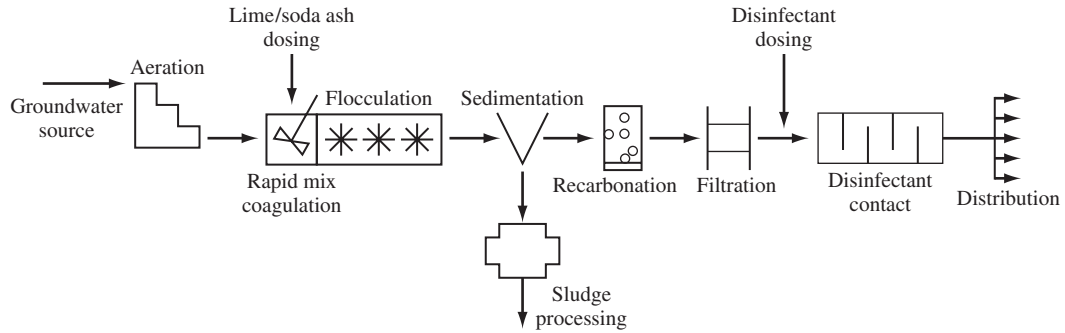 Lime/soda ash
dosing
Disinfectant
dosing
Aeration
Groundwater
source
Flocculation
Sedimentation
Rapid mix
coagulation
Recarbonation
Filtration
Disinfectant
contact
Distribution
Sludge
processing